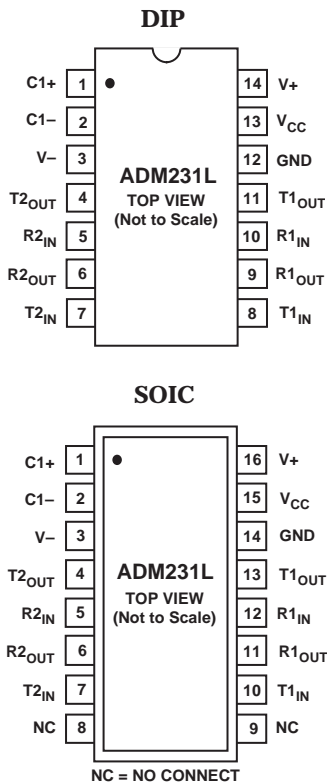 DIP
C1+ 1 14 V+
C1– 2 13 VCC
V– 3 12 GND
ADM231L
TOP VIEW
(Not to Scale)
T2OUT 4 11 T1OUT
R2IN 5 10 R1IN
R2OUT 6 9 R1OUT
T2IN 7 8 T1IN
SOIC
C1+ 1 16 V+
C1– 2 15 VCC
V– 3 14 GND
ADM231L
TOP VIEW
(Not to Scale)
T2OUT 4 13 T1OUT
R2IN 5 12 R1IN
R2OUT 6 11 R1OUT
T2IN 7 10 T1IN
NC 8 9 NC
NC = NO CONNECT